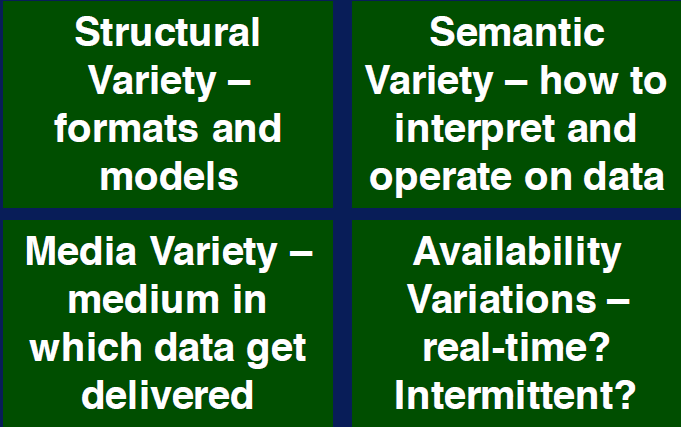 Structural
Variety –
formats and
models
Semantic
Variety – how to
interpret and
operate on data
Media Variety –
medium in
which data get
delivered
Availability
Variations –
real-time?
Intermittent?